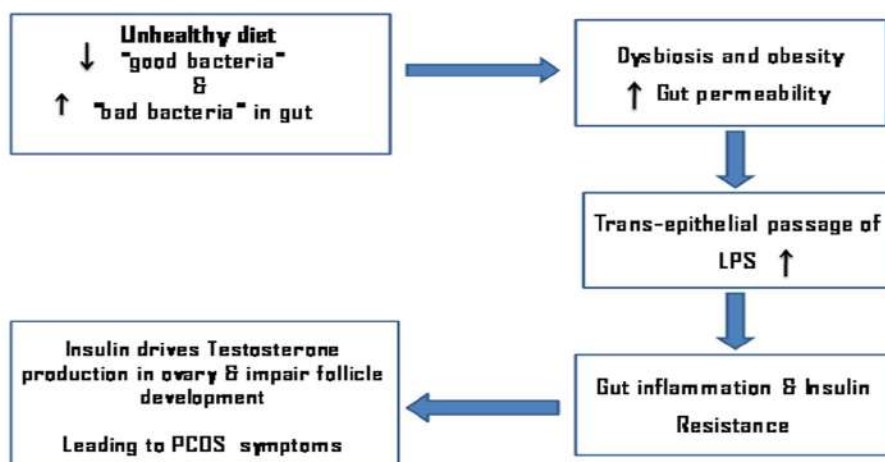 Unhealthy diet
↓ "good bacteria"
&
↑ "bad bacteria" in gut
Dysbiosis and obesity
↑ Gut permeability
Trans-epithelial passage of
LPS ↑
Gut inflammation & Insulin
Resistance
Insulin drives Testosterone
production in ovary & impair follicle
development
Leading to PCOS symptoms